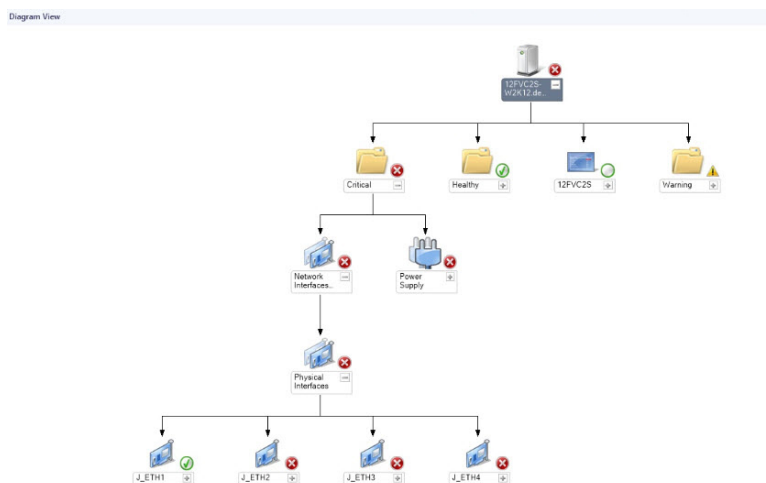 Diagram View
12FVC2S-
W2K12.de..
Critical
Healthy
12FVC2S
Warning
Network
Interfaces..
Power
Supply
Physical
Interfaces
J_ETH1
J_ETH2
J_ETH3
J_ETH4